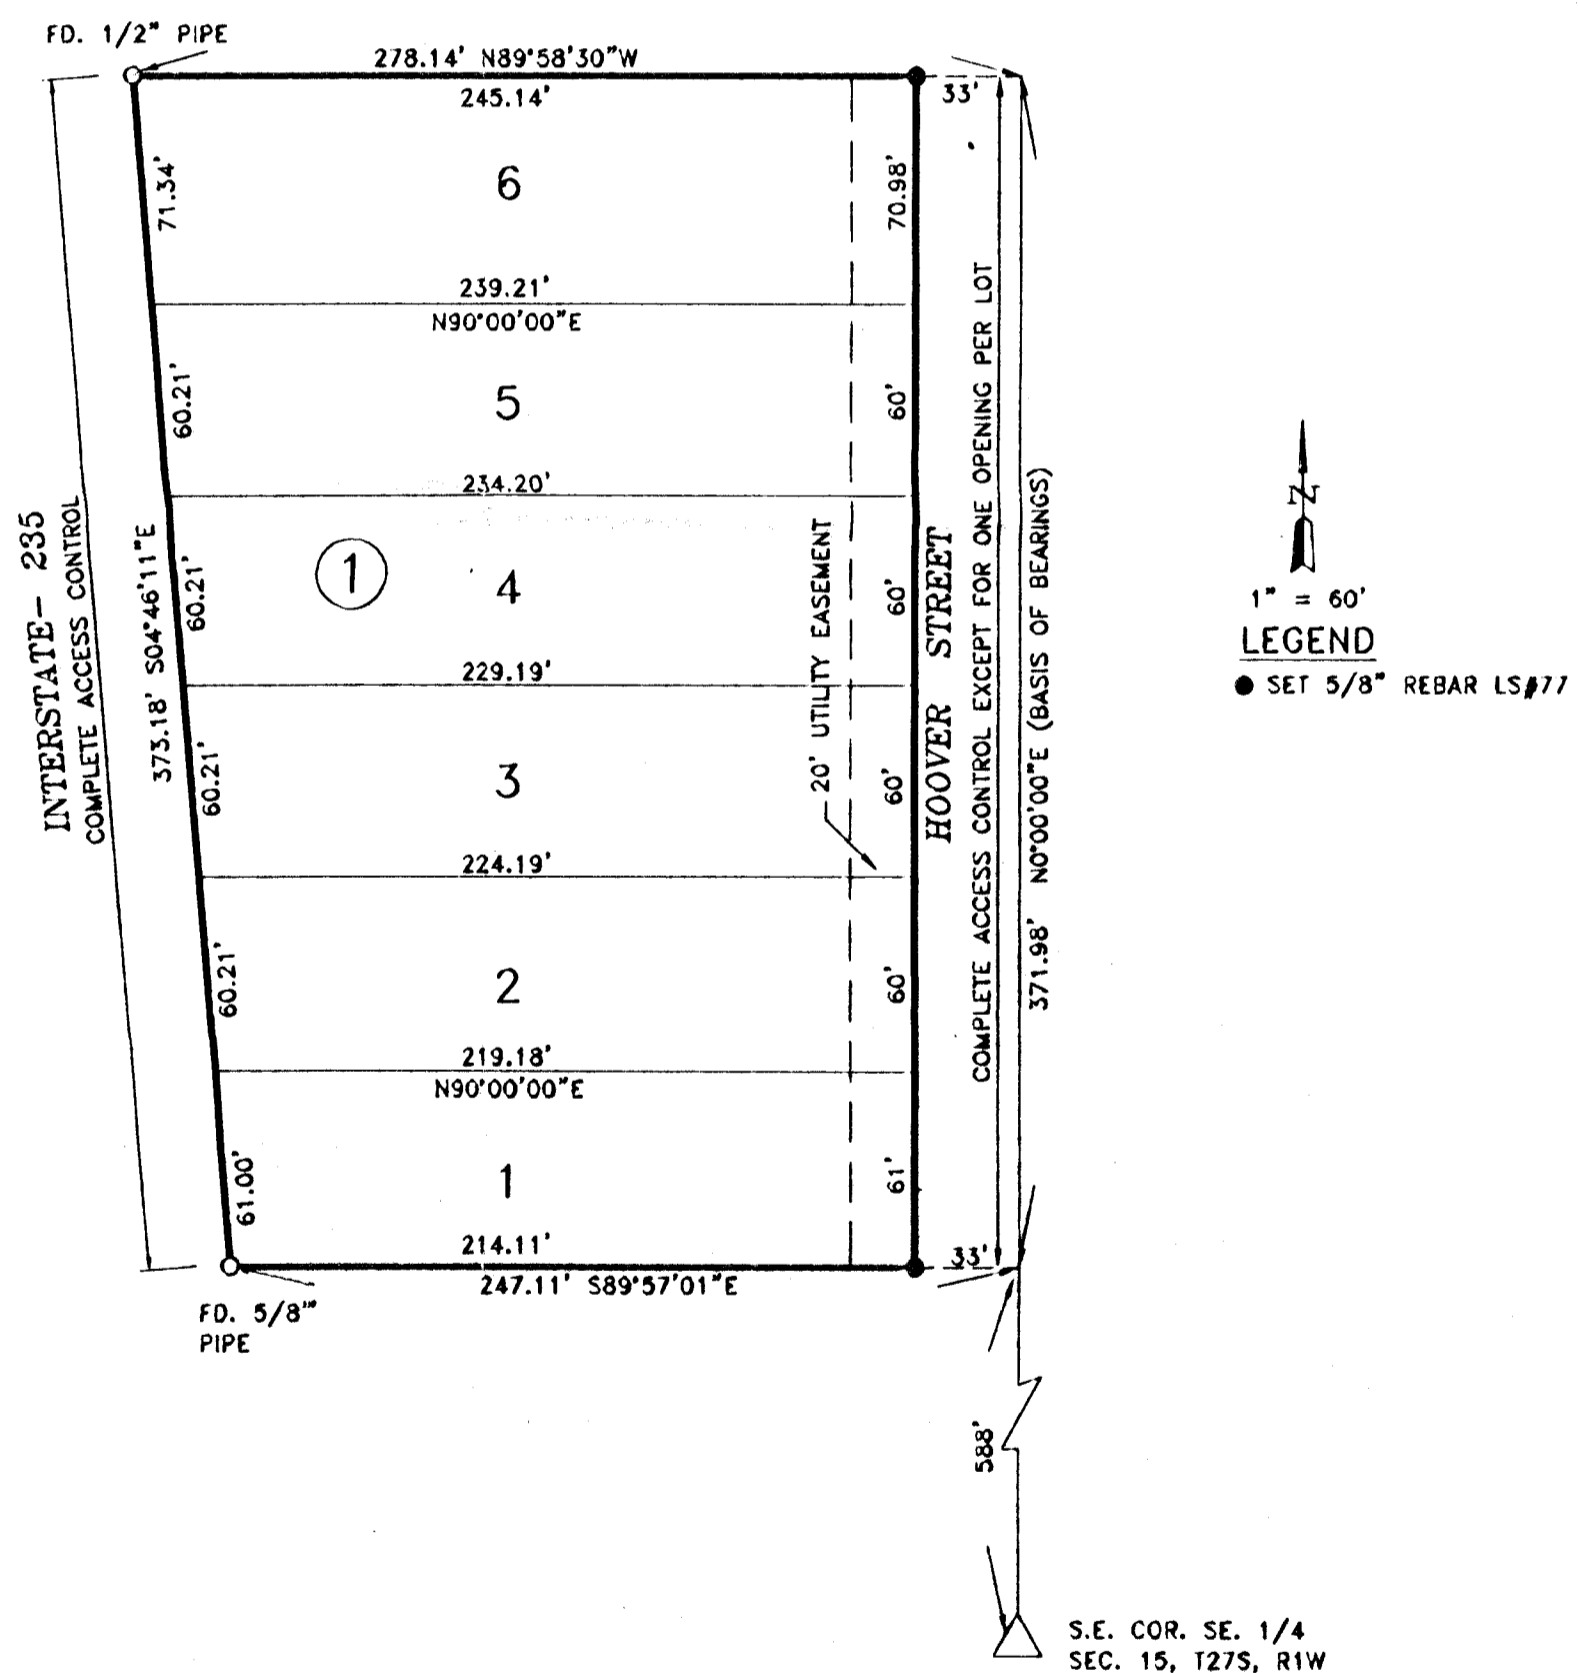 FD. 1/2" PIPE
278.14' N89°58'30"W
245.14'
33'
71.34'
6
70.98'
239.21'
N90°00'00"E
60.21'
5
60'
234.20'
INTERSTATE- 235
COMPLETE ACCESS CONTROL
373.18' S04°46'11"E
60.21'
1
4
60'
229.19'
20' UTILITY EASEMENT
HOOVER STREET
COMPLETE ACCESS CONTROL EXCEPT FOR ONE OPENING PER LOT
371.98' N0°00'00"E (BASIS OF BEARINGS)
N
1" = 60'
LEGEND
SET 5/8" REBAR LS#77
60.21'
3
60'
224.19'
60.21'
2
60'
219.18'
N90°00'00"E
61.00'
1
61'
214.11'
33'
247.11' S89°57'01"E
FD. 5/8"'
PIPE
588'
S.E. COR. SE. 1/4
SEC. 15, T27S, R1W